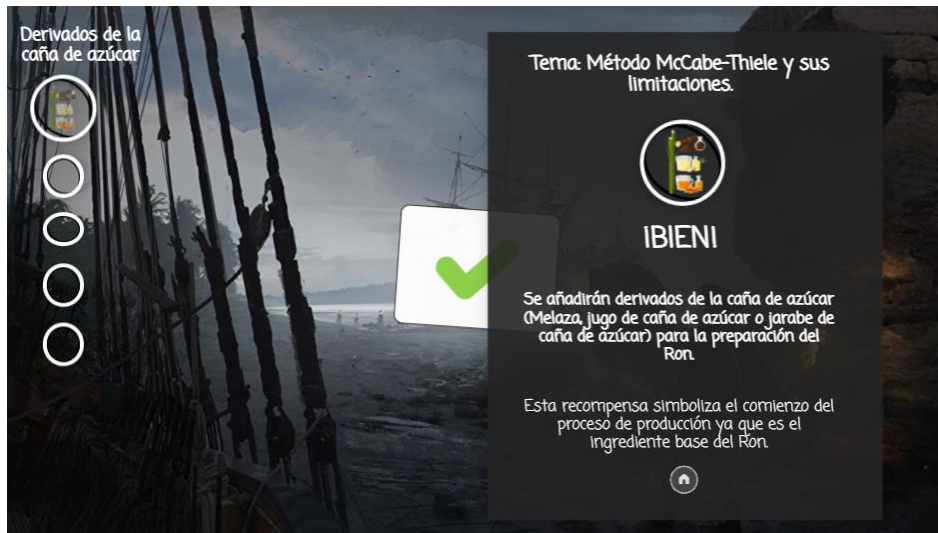 Derivados de la
caña de azúcar
Tema: Método McCabe-Thiele y sus
limitaciones.
¡BIEN!
Se añadirán derivados de la caña de azúcar
(Melaza, jugo de caña de azúcar o jarabe de
caña de azúcar) para la preparación del
Ron.
Esta recompensa simboliza el comienzo del
proceso de producción ya que es el
ingrediente base del Ron.